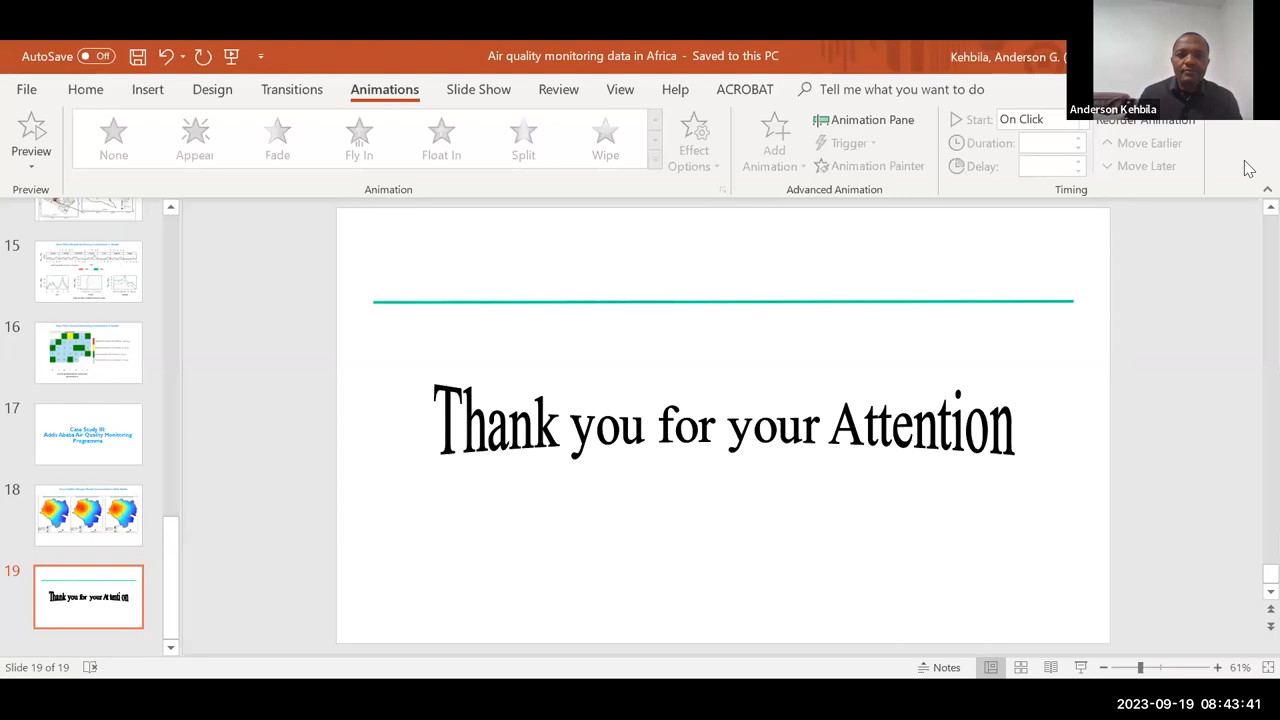 AutoSave Off
Air quality monitoring data in Africa - Saved to this PC
Kehbila, Anderson G. (
Anderson Kehbila
File Home Insert Design Transitions Animations Slide Show Review View Help ACROBAT Tell me what you want to do
Preview
None Appear Fade Fly In Float In Split Wipe
Effect
Options
Add
Animation
Animation Pane
Trigger
Animation Painter
Start: On Click
Duration:
Delay:
Reorder Animation
Move Earlier
Move Later
Preview
Animation
Advanced Animation
Timing
15
16
17
Case Study III:
Addis Ababa Air Quality Monitoring
Programme
18
19
Thank you for your Attention
Thank you for your Attention
Slide 19 of 19
Notes
61%
2023-09-19 08:43:41